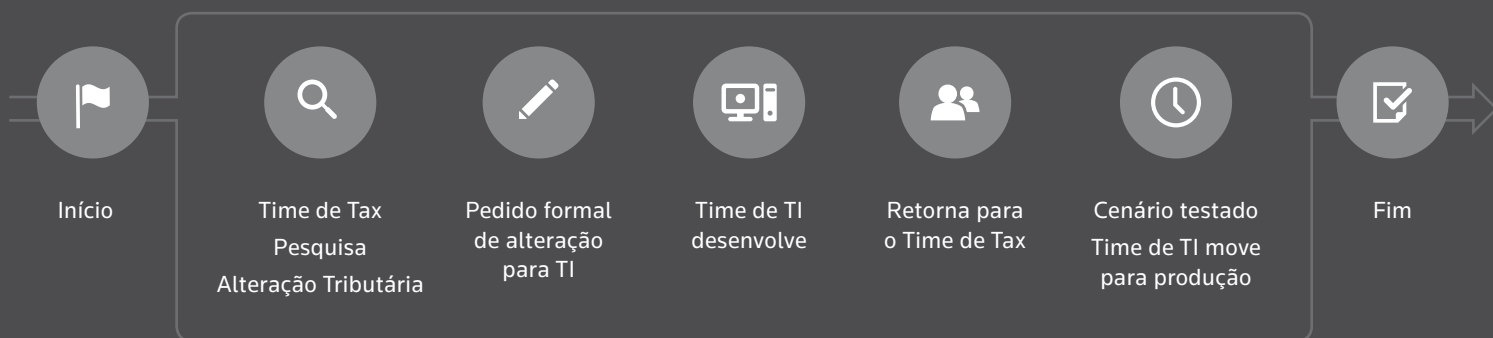 Início
Time de Tax
Pesquisa
Alteração Tributária
Pedido formal
de alteração
para TI
Time de TI
desenvolve
Retorna para
o Time de Tax
Cenário testado
Time de TI move
para produção
Fim